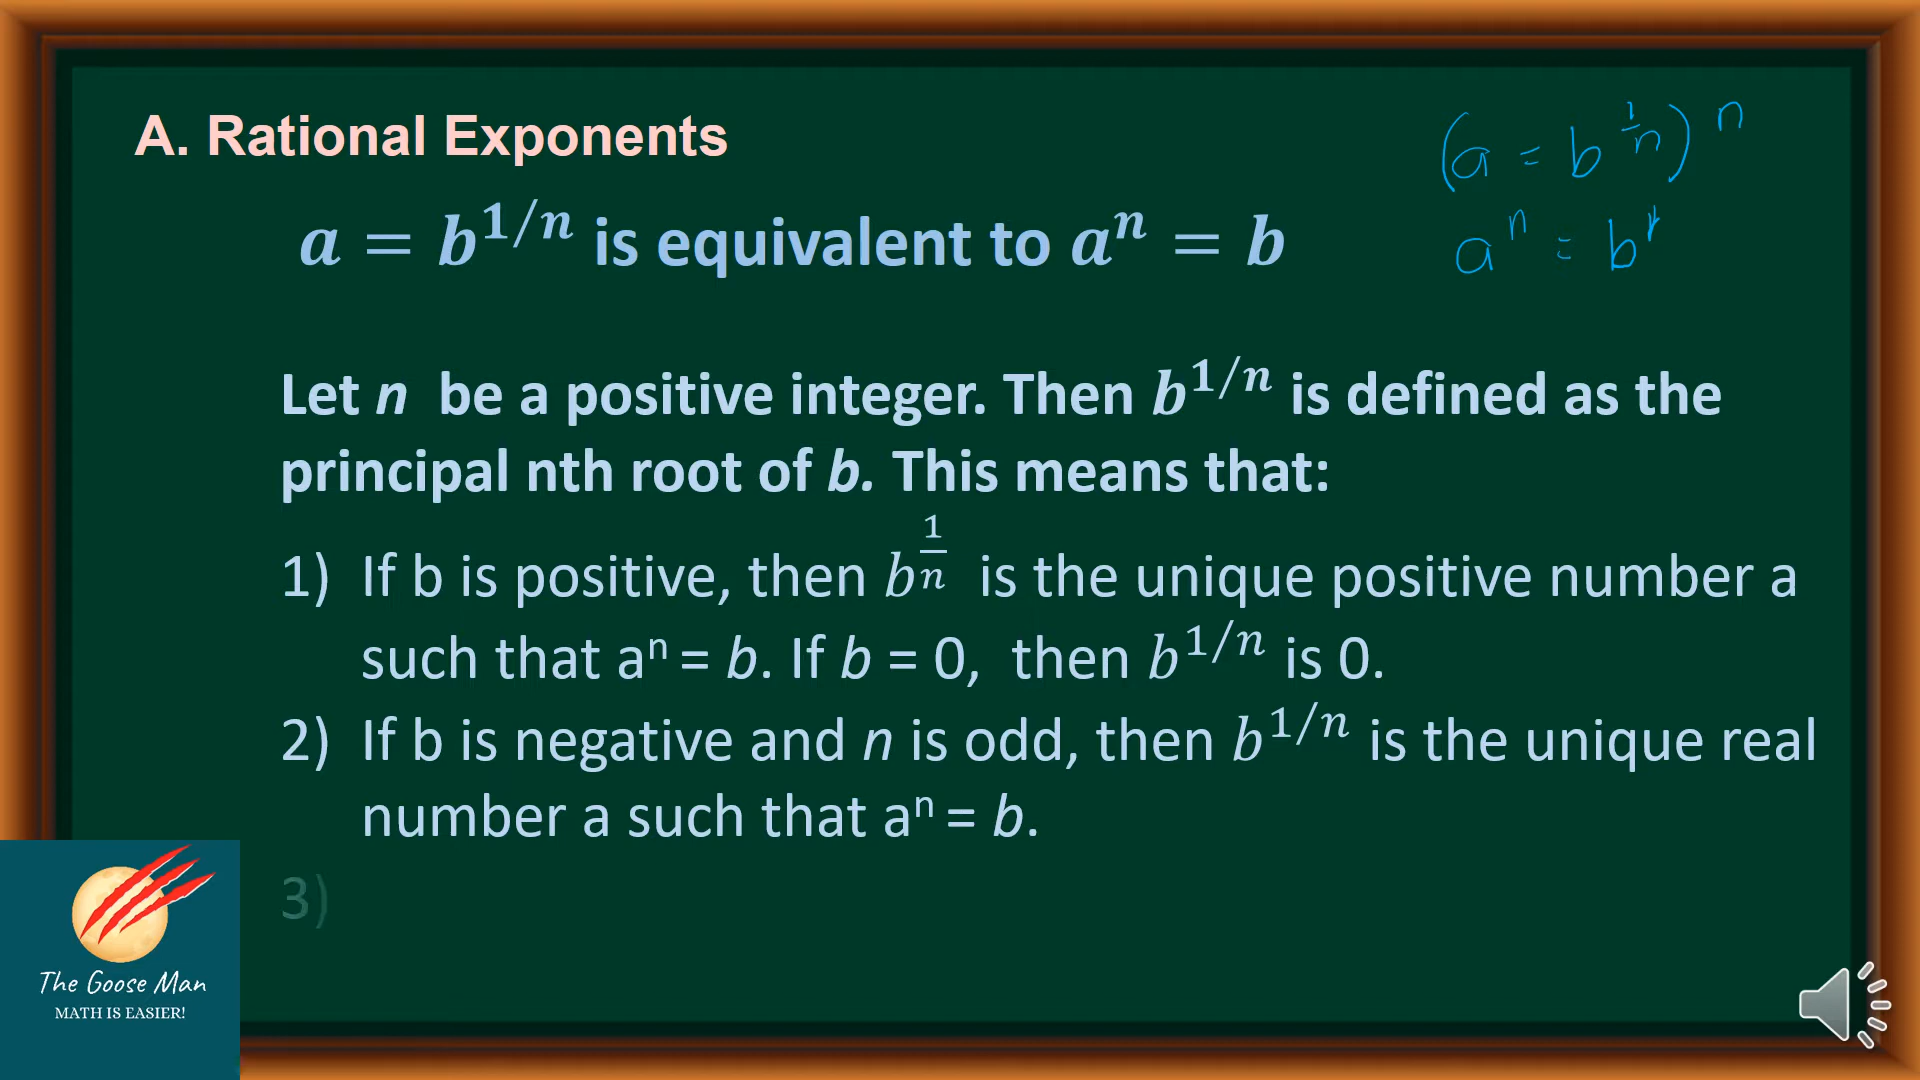 A. Rational Exponents
(a = b^(1/n))^n
a = b^(1/n) is equivalent to a^n = b
a^n = b^1
Let n be a positive integer. Then b^(1/n) is defined as the
principal nth root of b. This means that:
1) If b is positive, then b^(1/n) is the unique positive number a
such that a^n = b. If b = 0, then b^(1/n) is 0.
2) If b is negative and n is odd, then b^(1/n) is the unique real
number a such that a^n = b.
3)
The Goose Man
MATH IS EASIER!